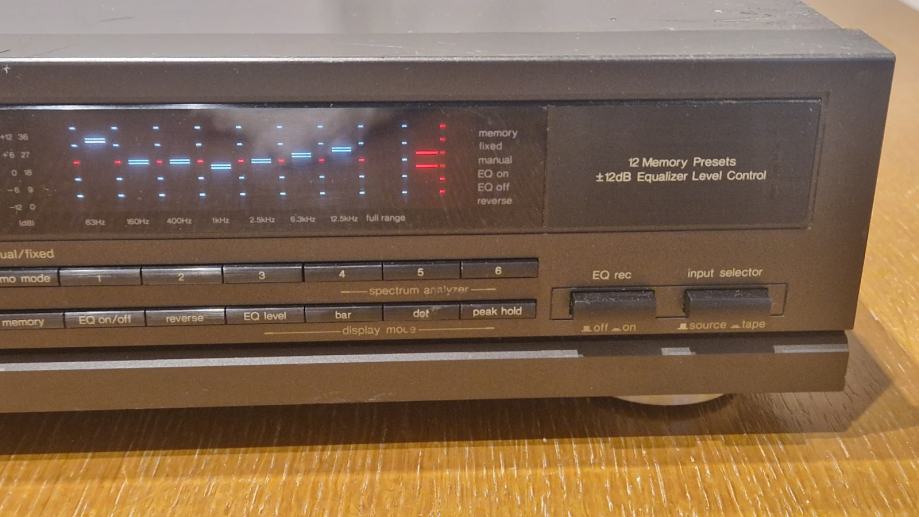 +12 36
+6 27
0 18
-6 9
-12 0
(dB)
63Hz 160Hz 400Hz 1kHz 2.5kHz 6.3kHz 12.5kHz full range
memory
fixed
manual
EQ on
EQ off
reverse
12 Memory Presets
±12dB Equalizer Level Control
ual/fixed
mo mode 1 2 3 4 5 6
spectrum analyzer
memory EQ on/off reverse EQ level bar dot peak hold
display mode
EQ rec
off on
input selector
source tape